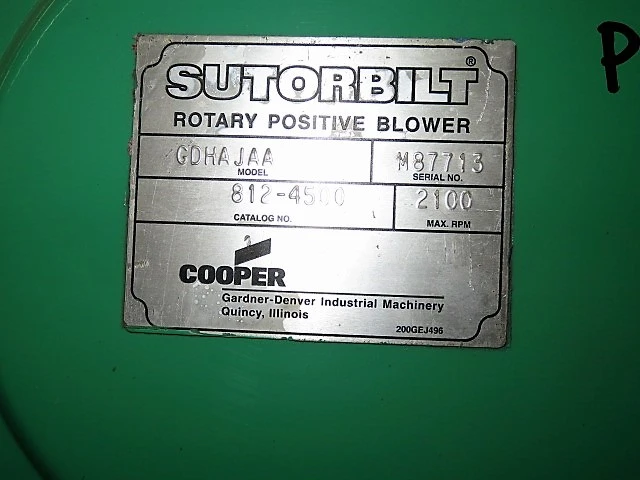 SUTORBILT®
ROTARY POSITIVE BLOWER
GDHAJAA
MODEL
M87713
SERIAL NO.
CATALOG NO.
2100
MAX. RPM
COOPER
Gardner-Denver Industrial Machinery
Quincy, Illinois
200GEJ496
P